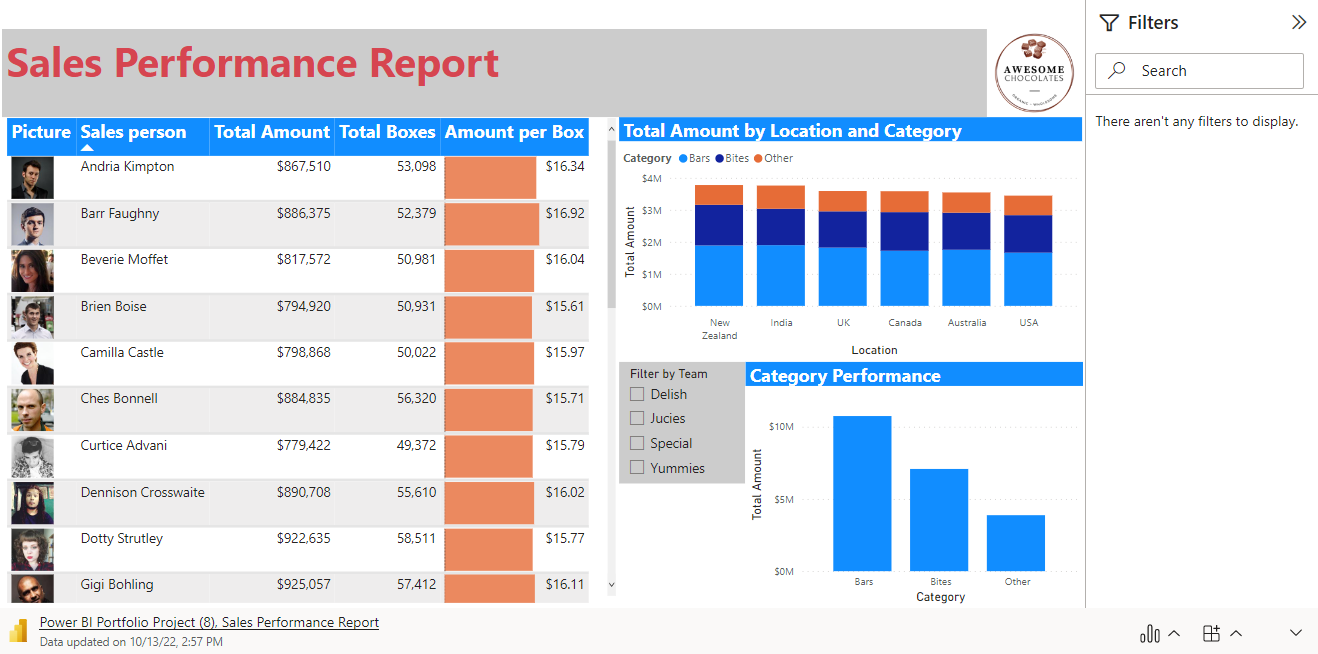 Sales Performance Report
AWESOME
CHOCOLATES
Picture Sales person Total Amount Total Boxes Amount per Box
Andria Kimpton $867,510 53,098 $16.34
Barr Faughny $886,375 52,379 $16.92
Beverie Moffet $817,572 50,981 $16.04
Brien Boise $794,920 50,931 $15.61
Camilla Castle $798,868 50,022 $15.97
Ches Bonnell $884,835 56,320 $15.71
Curtice Advani $779,422 49,372 $15.79
Dennison Crosswaite $890,708 55,610 $16.02
Dotty Strutley $922,635 58,511 $15.77
Gigi Bohling $925,057 57,412 $16.11
Total Amount by Location and Category
Category Bars Bites Other
Total Amount
$4M
$3M
$2M
$1M
$0M
New Zealand India UK Canada Australia USA
Location
Filter by Team
Delish
Jucies
Special
Yummies
Category Performance
Total Amount
$10M
$5M
$0M
Bars Bites Other
Category
Filters
Search
There aren't any filters to display.
Power BI Portfolio Project (8), Sales Performance Report
Data updated on 10/13/22, 2:57 PM